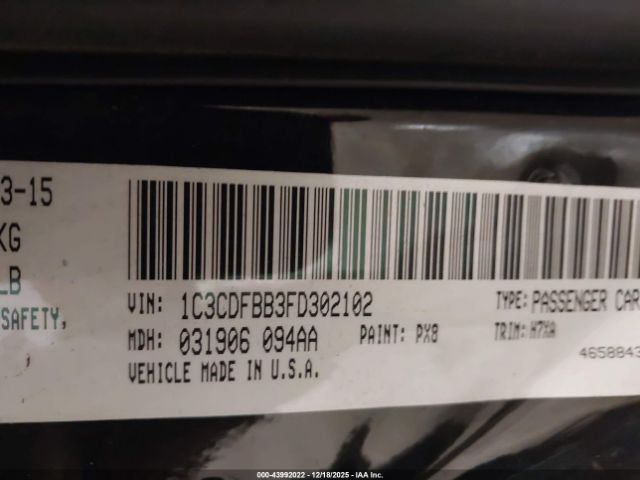 3-15
KG
LB
SAFETY,
VIN: 1C3CDFBB3FD302102 TYPE: PASSENGER CAR
MDH: 031906 094AA PAINT: PX8 TRIM: H7XA
VEHICLE MADE IN U.S.A. 4658843
000-43992022 - 12/18/2025 - IAA Inc.